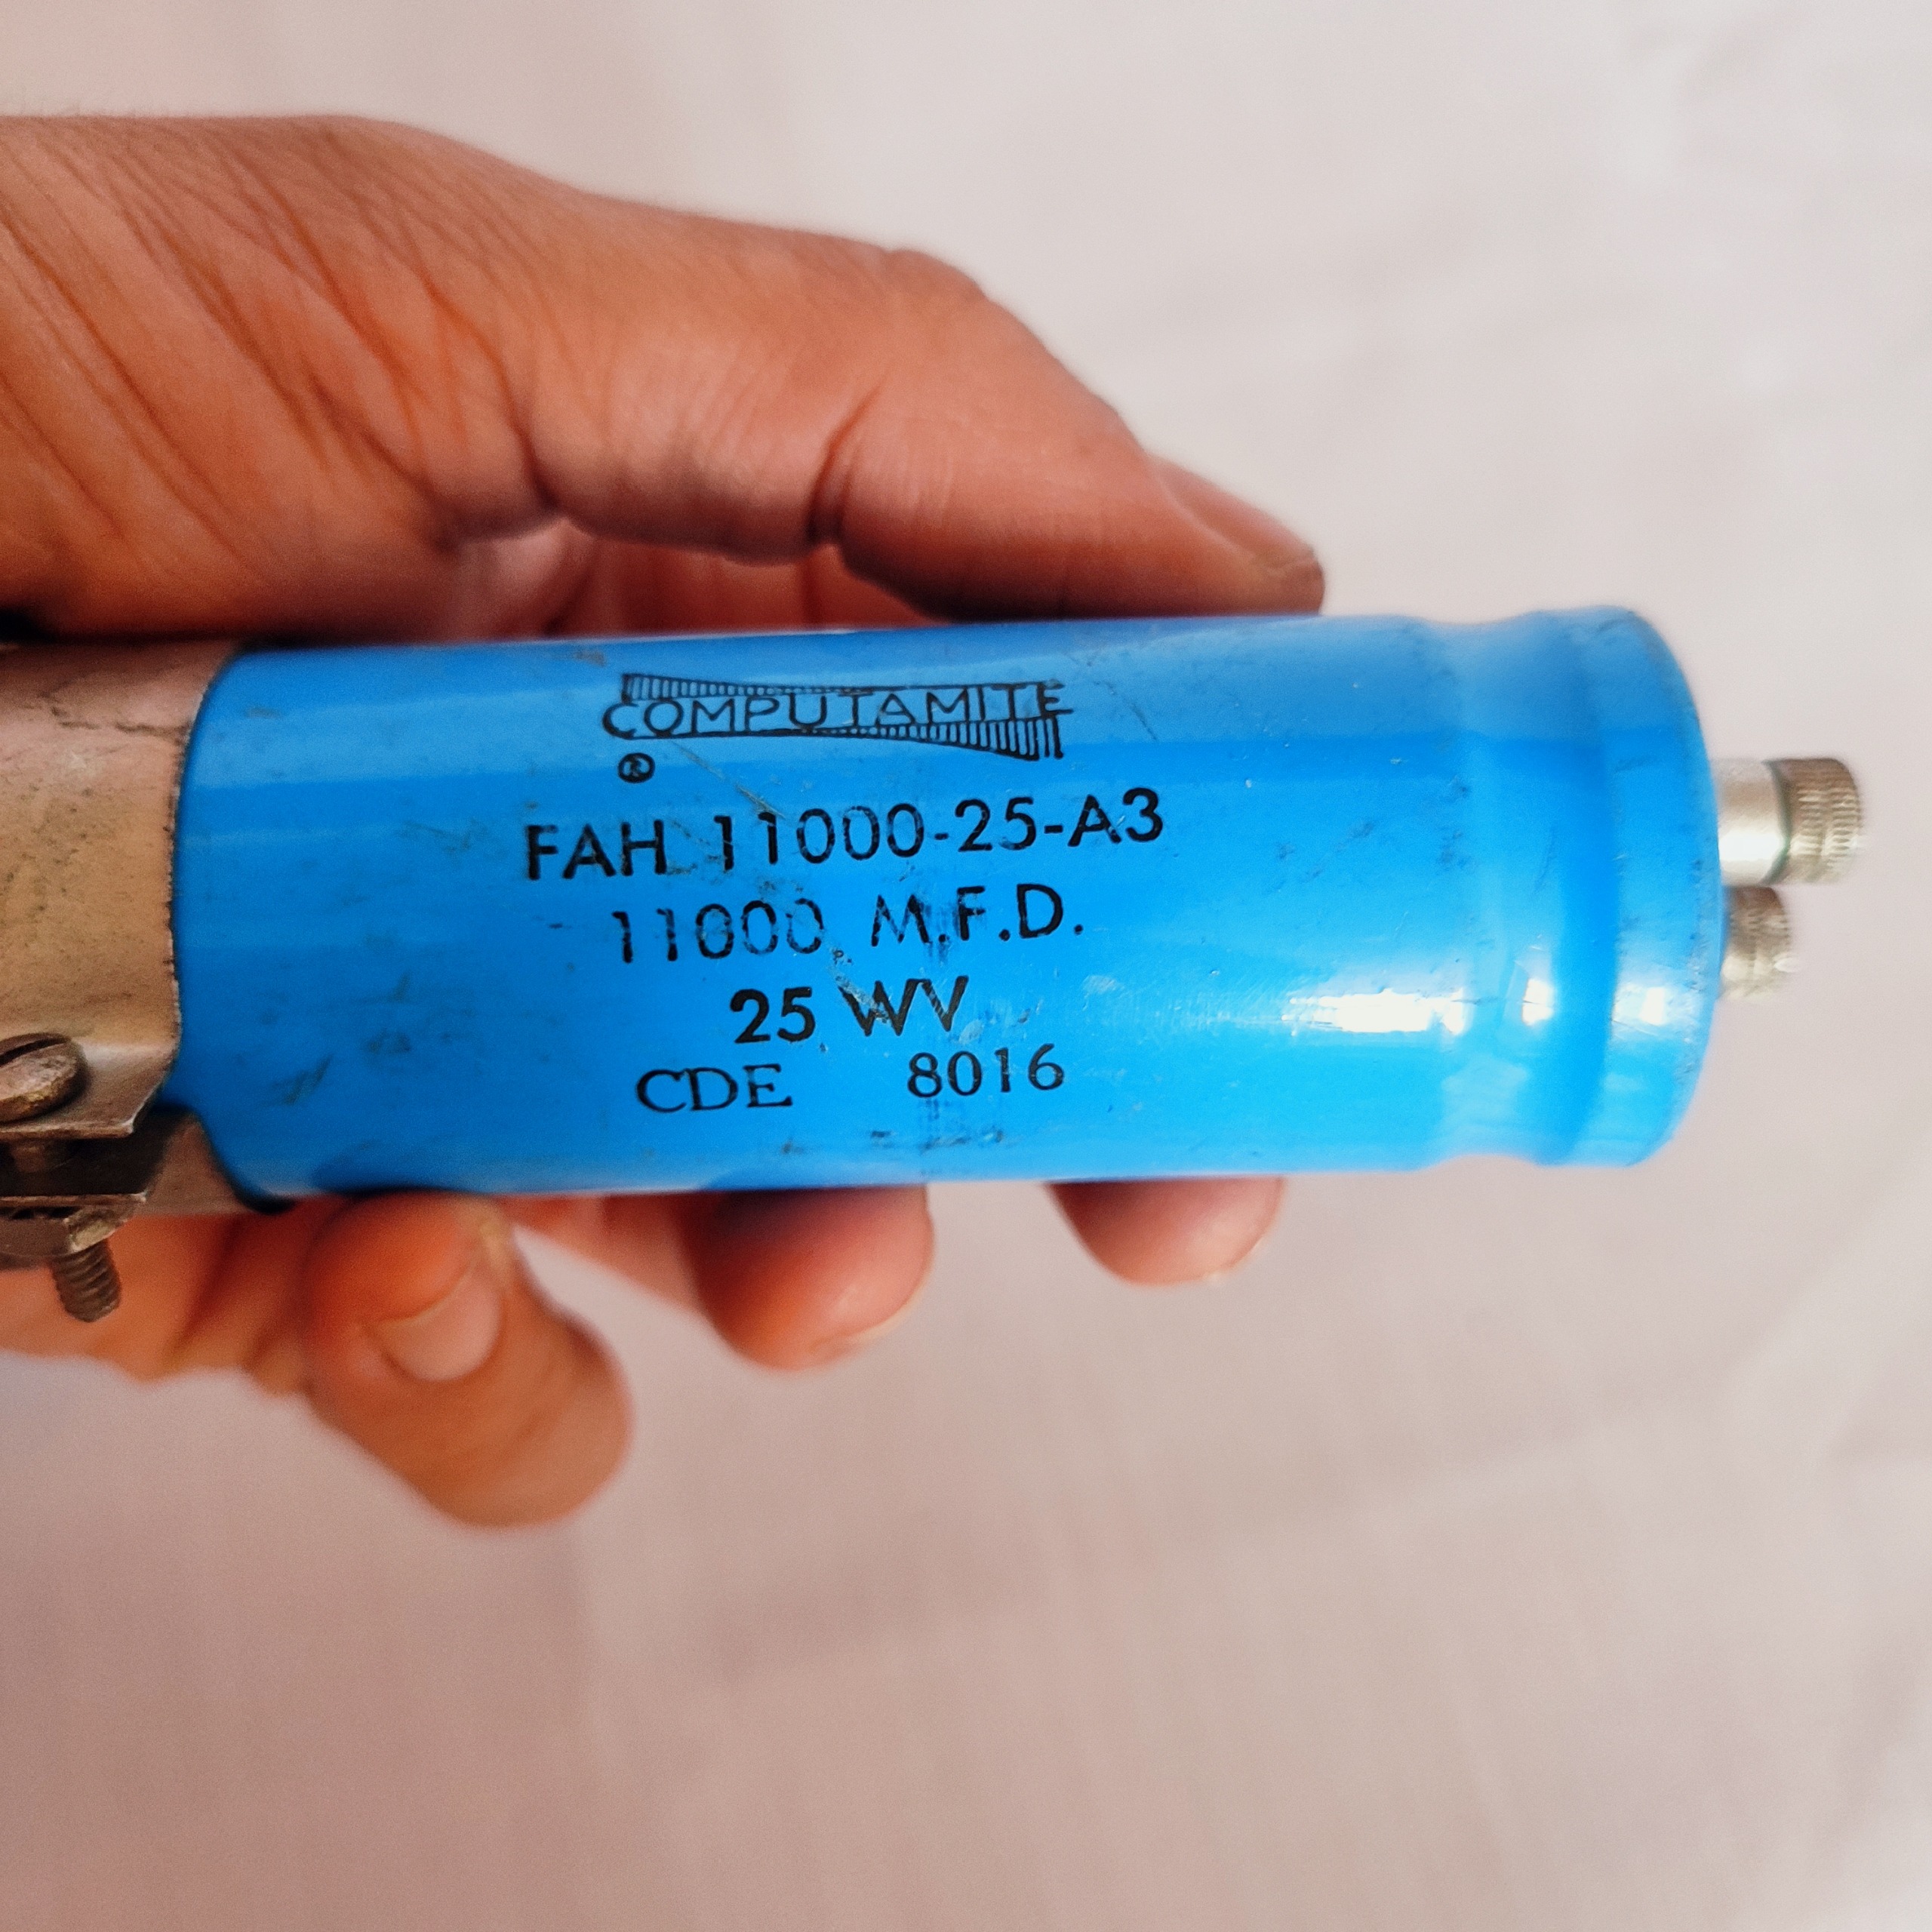 COMPUTAMITE
®
FAH 11000-25-A3
11000 M.F.D.
25 WV
CDE 8016